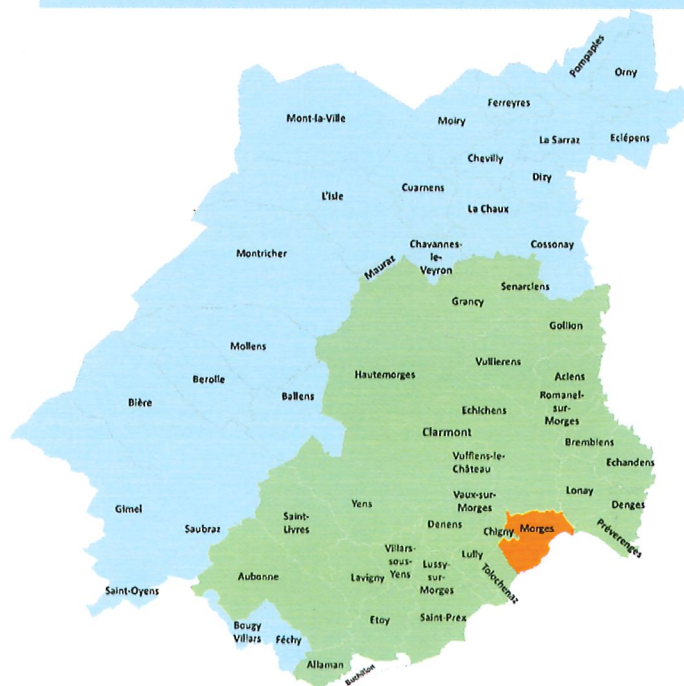 Pompaples
Orny
Ferreyres
Mont-la-Ville
Moiry
La Sarraz
Eclépens
Chevilly
Dizy
Cuarnens
L'Isle
La Chaux
Chavannes-
le-
Veyron
Cossonay
Montricher
Mauraz
Senarclens
Grancy
Gollion
Mollens
Vullierens
Hautemorges
Berolle
Aclens
Ballens
Romanel-
sur-
Morges
Bière
Echichens
Clarmont
Bremblens
Vufflens-le-
Château
Echandens
Lonay
Yens
Vaux-sur-
Morges
Denges
Gimel
Saint-
Livres
Denens
Chigny
Morges
Préverenges
Saubraz
Villars-
sous-
Yens
Lully
Lussy-
sur-
Morges
Tolochenaz
Aubonne
Lavigny
Saint-Oyens
Etoy
Saint-Prex
Bougy
Villars
Féchy
Allaman
Buchillon